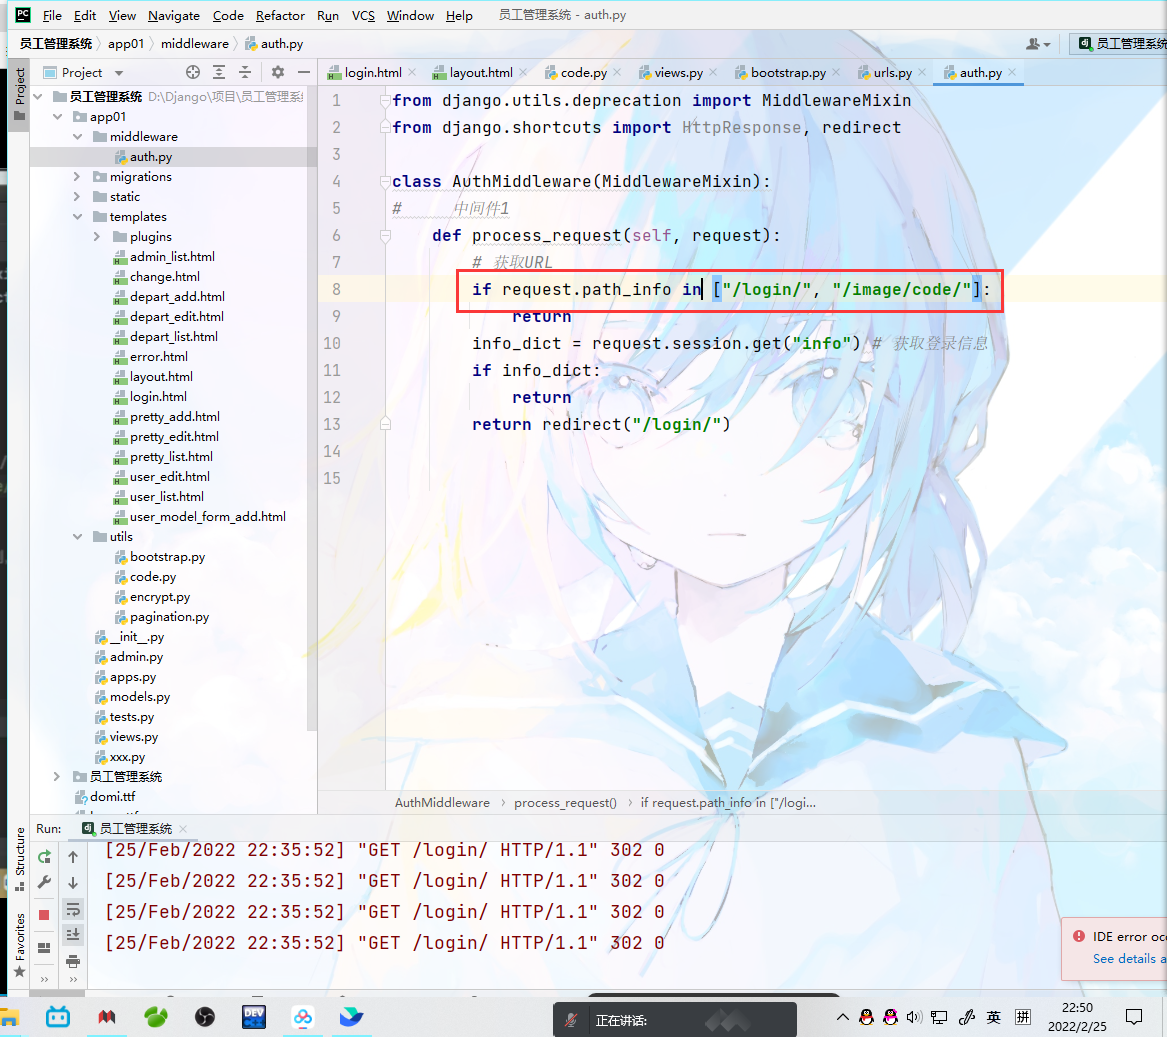 PC File Edit View Navigate Code Refactor Run VCS Window Help 员工管理系统 - auth.py
员工管理系统 app01 middleware auth.py
dj 员工管理系统
Project
Project
login.html layout.html code.py views.py bootstrap.py urls.py auth.py
员工管理系统 D:\Django\项目\员工管理系
app01
middleware
auth.py
migrations
static
templates
plugins
admin_list.html
change.html
depart_add.html
depart_edit.html
depart_list.html
error.html
layout.html
login.html
pretty_add.html
pretty_edit.html
pretty_list.html
user_edit.html
user_list.html
user_model_form_add.html
utils
bootstrap.py
code.py
encrypt.py
pagination.py
__init__.py
admin.py
apps.py
models.py
tests.py
views.py
xxx.py
员工管理系统
domi.ttf
1 from django.utils.deprecation import MiddlewareMixin
2 from django.shortcuts import HttpResponse, redirect
3
4 class AuthMiddleware(MiddlewareMixin):
5 # 中间件1
6 def process_request(self, request):
7 # 获取URL
8 if request.path_info in ["/login/", "/image/code/"]:
9 return
10 info_dict = request.session.get("info") # 获取登录信息
11 if info_dict:
12 return
13 return redirect("/login/")
14
15
AuthMiddleware process_request() if request.path_info in ["/logi...
Run: dj 员工管理系统
Structure
Favorites
[25/Feb/2022 22:35:52] "GET /login/ HTTP/1.1" 302 0
[25/Feb/2022 22:35:52] "GET /login/ HTTP/1.1" 302 0
[25/Feb/2022 22:35:52] "GET /login/ HTTP/1.1" 302 0
[25/Feb/2022 22:35:52] "GET /login/ HTTP/1.1" 302 0
IDE error occ
See details a
DEV
正在讲话:
英 拼
22:50
2022/2/25